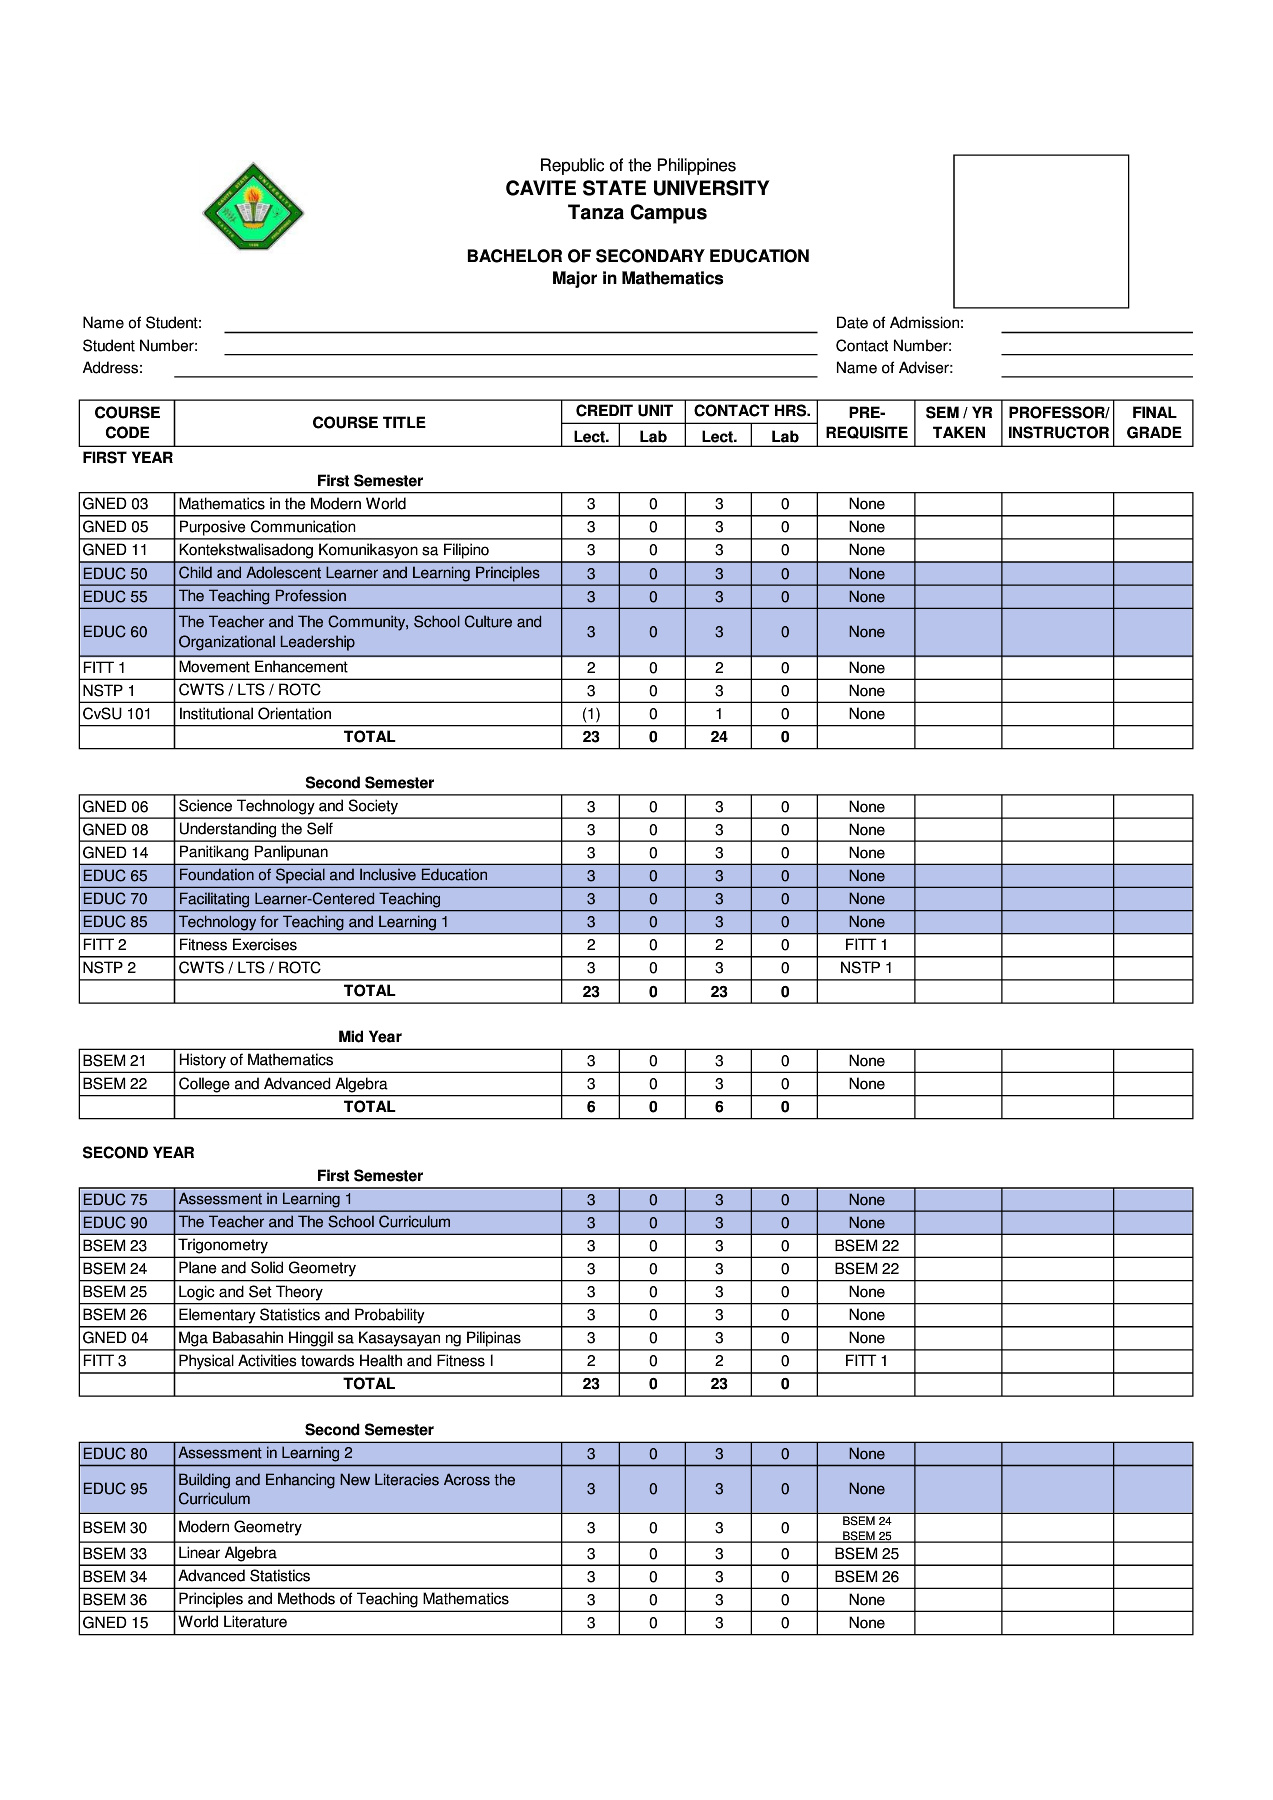 Republic of the Philippines
CAVITE STATE UNIVERSITY
Tanza Campus
BACHELOR OF SECONDARY EDUCATION
Major in Mathematics
Name of Student: Date of Admission:
Student Number: Contact Number:
Address: Name of Adviser:
COURSE CODE COURSE TITLE CREDIT UNIT CONTACT HRS. PRE-REQUISITE SEM / YR TAKEN PROFESSOR/ INSTRUCTOR FINAL GRADE
Lect. Lab Lect. Lab
FIRST YEAR
First Semester
GNED 03 Mathematics in the Modern World 3 0 3 0 None
GNED 05 Purposive Communication 3 0 3 0 None
GNED 11 Kontekstwalisadong Komunikasyon sa Filipino 3 0 3 0 None
EDUC 50 Child and Adolescent Learner and Learning Principles 3 0 3 0 None
EDUC 55 The Teaching Profession 3 0 3 0 None
EDUC 60 The Teacher and The Community, School Culture and Organizational Leadership 3 0 3 0 None
FITT 1 Movement Enhancement 2 0 2 0 None
NSTP 1 CWTS / LTS / ROTC 3 0 3 0 None
CvSU 101 Institutional Orientation (1) 0 1 0 None
TOTAL 23 0 24 0
Second Semester
GNED 06 Science Technology and Society 3 0 3 0 None
GNED 08 Understanding the Self 3 0 3 0 None
GNED 14 Panitikang Panlipunan 3 0 3 0 None
EDUC 65 Foundation of Special and Inclusive Education 3 0 3 0 None
EDUC 70 Facilitating Learner-Centered Teaching 3 0 3 0 None
EDUC 85 Technology for Teaching and Learning 1 3 0 3 0 None
FITT 2 Fitness Exercises 2 0 2 0 FITT 1
NSTP 2 CWTS / LTS / ROTC 3 0 3 0 NSTP 1
TOTAL 23 0 23 0
Mid Year
BSEM 21 History of Mathematics 3 0 3 0 None
BSEM 22 College and Advanced Algebra 3 0 3 0 None
TOTAL 6 0 6 0
SECOND YEAR
First Semester
EDUC 75 Assessment in Learning 1 3 0 3 0 None
EDUC 90 The Teacher and The School Curriculum 3 0 3 0 None
BSEM 23 Trigonometry 3 0 3 0 BSEM 22
BSEM 24 Plane and Solid Geometry 3 0 3 0 BSEM 22
BSEM 25 Logic and Set Theory 3 0 3 0 None
BSEM 26 Elementary Statistics and Probability 3 0 3 0 None
GNED 04 Mga Babasahin Hinggil sa Kasaysayan ng Pilipinas 3 0 3 0 None
FITT 3 Physical Activities towards Health and Fitness I 2 0 2 0 FITT 1
TOTAL 23 0 23 0
Second Semester
EDUC 80 Assessment in Learning 2 3 0 3 0 None
EDUC 95 Building and Enhancing New Literacies Across the Curriculum 3 0 3 0 None
BSEM 30 Modern Geometry 3 0 3 0 BSEM 24 BSEM 25
BSEM 33 Linear Algebra 3 0 3 0 BSEM 25
BSEM 34 Advanced Statistics 3 0 3 0 BSEM 26
BSEM 36 Principles and Methods of Teaching Mathematics 3 0 3 0 None
GNED 15 World Literature 3 0 3 0 None